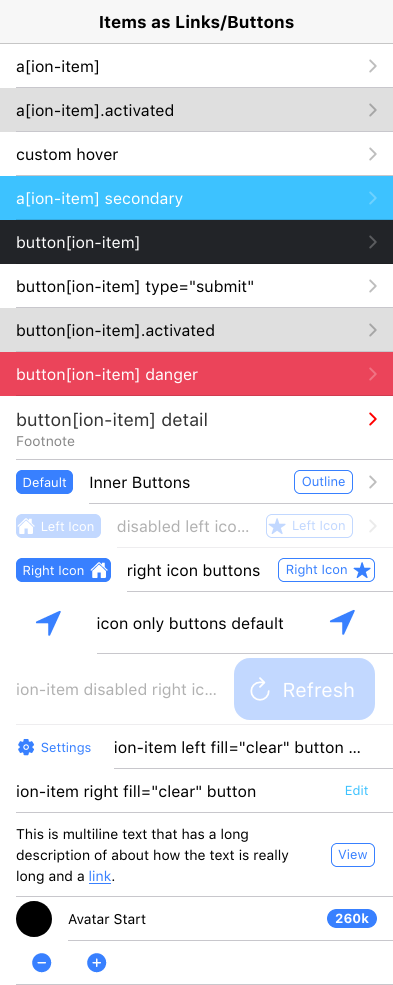 Items as Links/Buttons
a[ion-item]
a[ion-item].activated
custom hover
a[ion-item] secondary
button[ion-item]
button[ion-item] type="submit"
button[ion-item].activated
button[ion-item] danger
button[ion-item] detail
Footnote
Default Inner Buttons Outline
Left Icon disabled left ico... Left Icon
Right Icon right icon buttons Right Icon
icon only buttons default
ion-item disabled right ic... Refresh
Settings ion-item left fill="clear" button ...
ion-item right fill="clear" button Edit
This is multiline text that has a long
description of about how the text is really
long and a link.
View
Avatar Start 260k